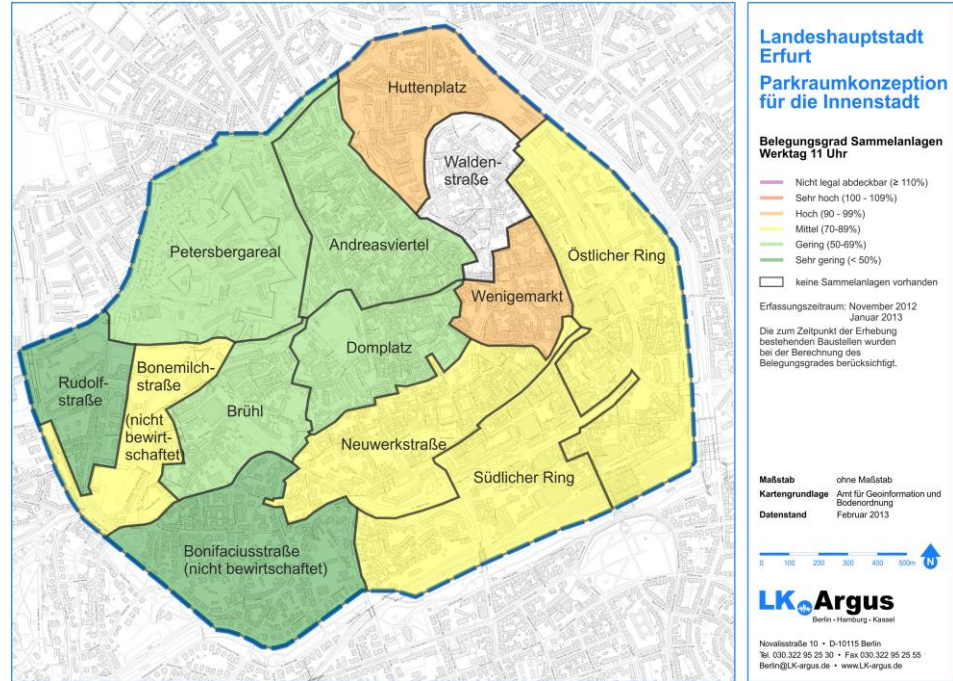 Huttenplatz
Walden-
straße
Petersbergareal
Andreasviertel
Östlicher Ring
Wenigemarkt
Domplatz
Rudolf-
straße
Bonemilch-
straße
(nicht
bewirt-
schaftet)
Brühl
Neuwerkstraße
Südlicher Ring
Bonifaciusstraße
(nicht bewirtschaftet)
Landeshauptstadt
Erfurt
Parkraumkonzeption
für die Innenstadt
Belegungsgrad Sammelanlagen
Werktag 11 Uhr
Nicht legal abdeckbar (≥ 110%)
Sehr hoch (100 - 109%)
Hoch (90 - 99%)
Mittel (70-89%)
Gering (50-69%)
Sehr gering (< 50%)
keine Sammelanlagen vorhanden
Erfassungszeitraum: November 2012
Januar 2013
Die zum Zeitpunkt der Erhebung
bestehenden Baustellen wurden
bei der Berechnung des
Belegungsgrades berücksichtigt.
Maßstab ohne Maßstab
Kartengrundlage Amt für Geoinformation und
Bodenordnung
Datenstand Februar 2013
0 100 200 300 400 500m N
LK Argus
Berlin • Hamburg • Kassel
Novalisstraße 10 • D-10115 Berlin
Tel. 030.322 95 25 30 • Fax 030.322 95 25 55
Berlin@LK-argus.de • www.LK-argus.de